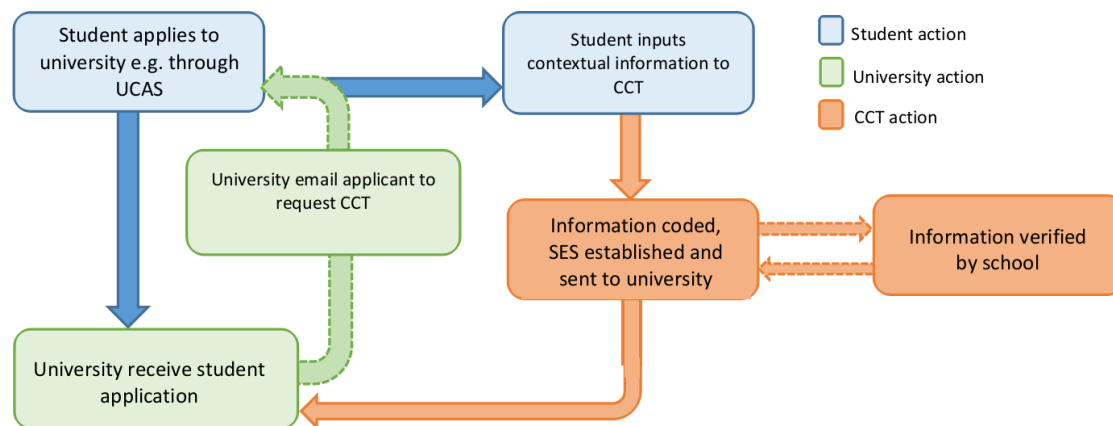 Student applies to
university e.g. through
UCAS
Student inputs
contextual information to
CCT
Student action
University action
CCT action
University email applicant to
request CCT
Information coded,
SES established and
sent to university
Information verified
by school
University receive student
application